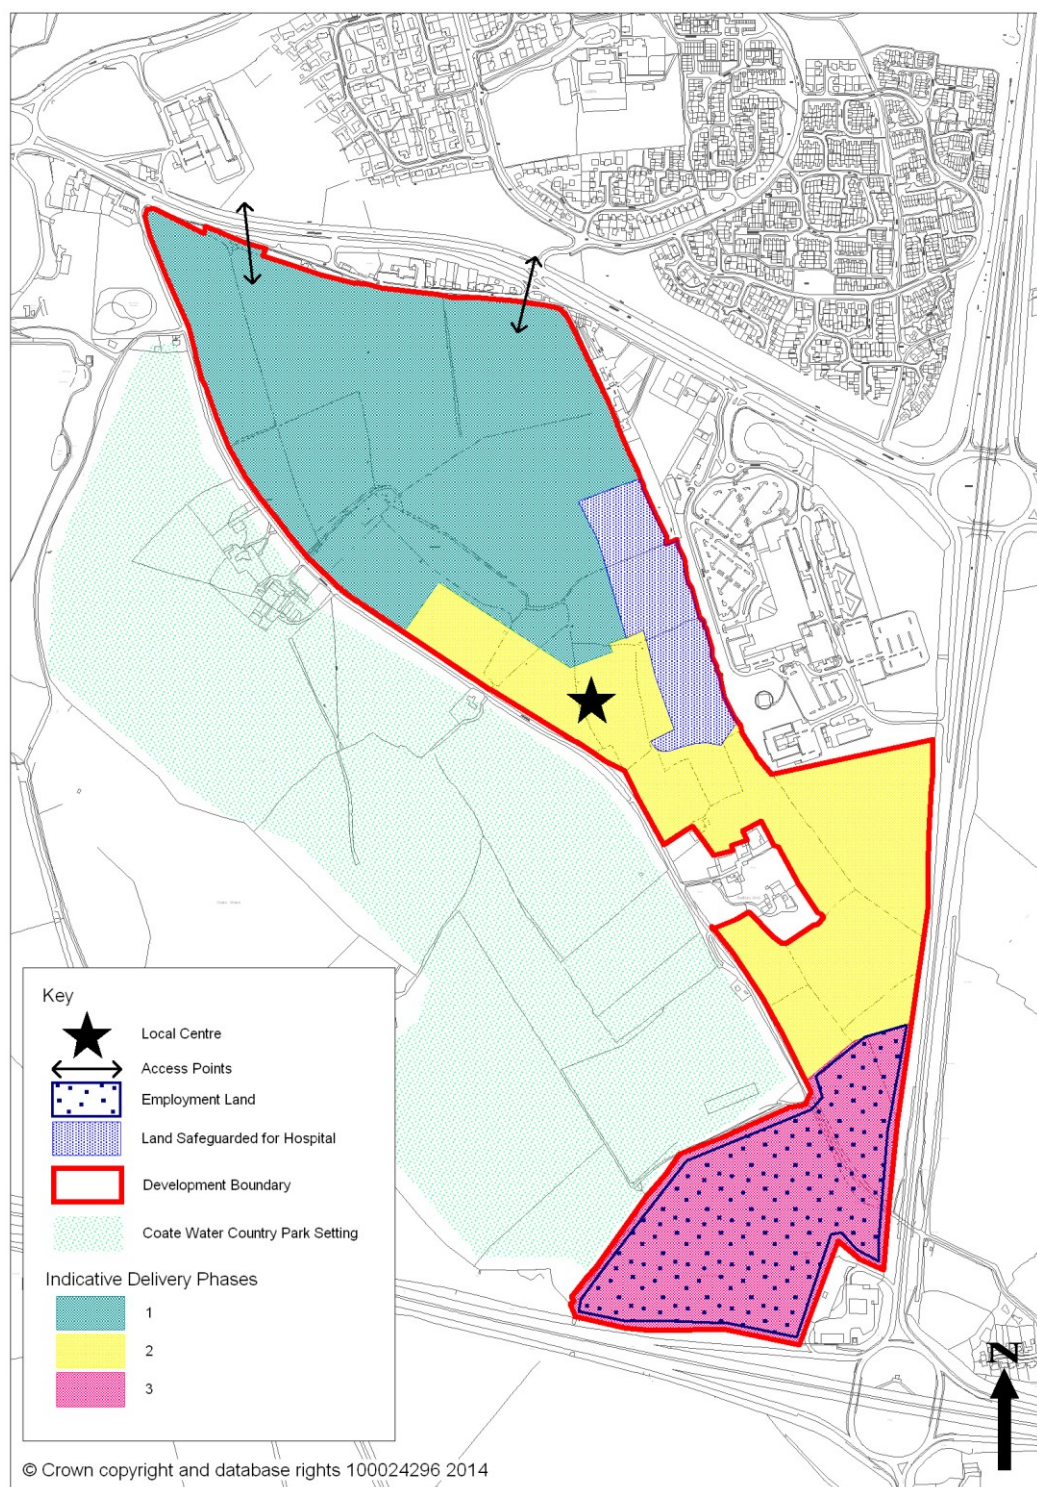 Key
Local Centre
Access Points
Employment Land
Land Safeguarded for Hospital
Development Boundary
Coate Water Country Park Setting
Indicative Delivery Phases
1
2
3
N
© Crown copyright and database rights 100024296 2014